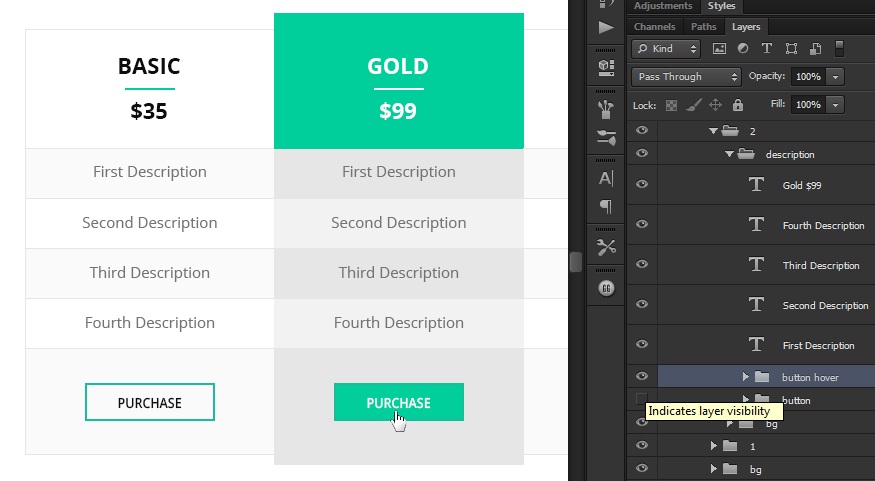 BASIC
$35
GOLD
$99
First Description
First Description
Second Description
Second Description
Third Description
Third Description
Fourth Description
Fourth Description
PURCHASE
PURCHASE
Adjustments
Styles
Channels
Paths
Layers
Kind
Pass Through
Opacity:
100%
Lock:
Fill:
100%
2
description
Gold $99
Fourth Description
Third Description
Second Description
First Description
button hover
button
Indicates layer visibility
bg
1
bg